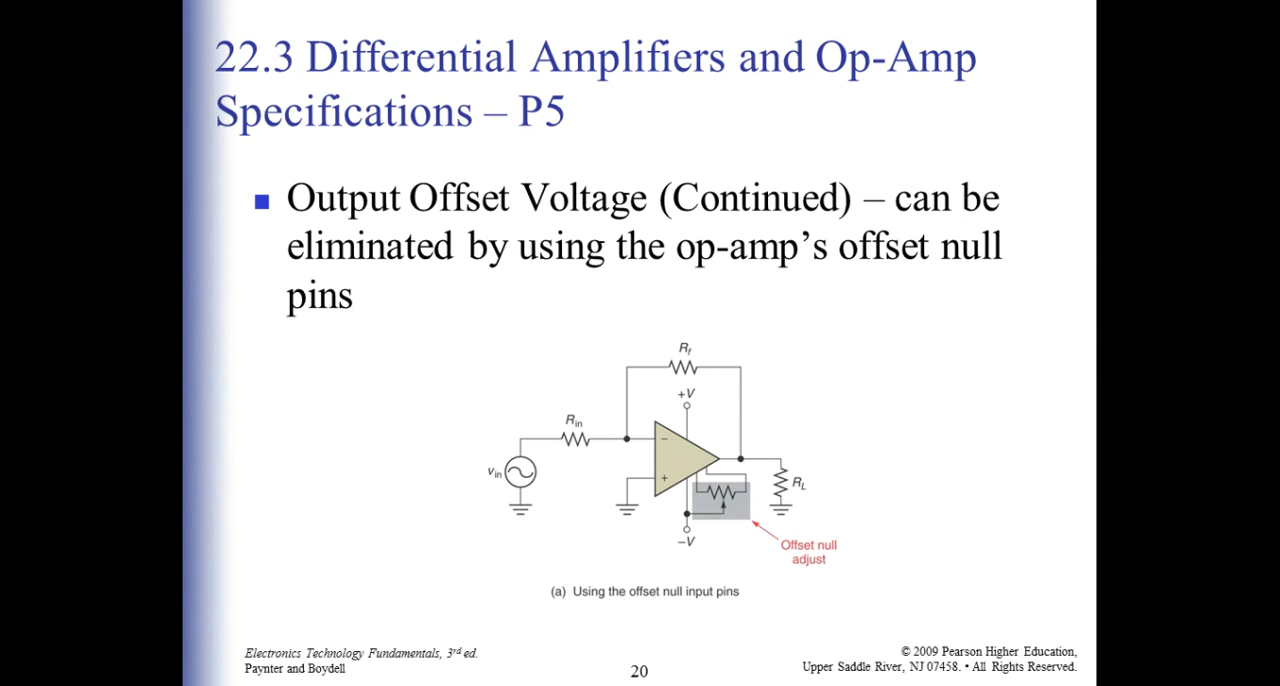 22.3 Differential Amplifiers and Op-Amp
Specifications – P5
Output Offset Voltage (Continued) – can be
eliminated by using the op-amp’s offset null
pins
Rf
+V
Rin
−
vin
+
RL
−V
Offset null
adjust
(a) Using the offset null input pins
Electronics Technology Fundamentals, 3rd ed.
Paynter and Boydell
20
© 2009 Pearson Higher Education,
Upper Saddle River, NJ 07458. • All Rights Reserved.